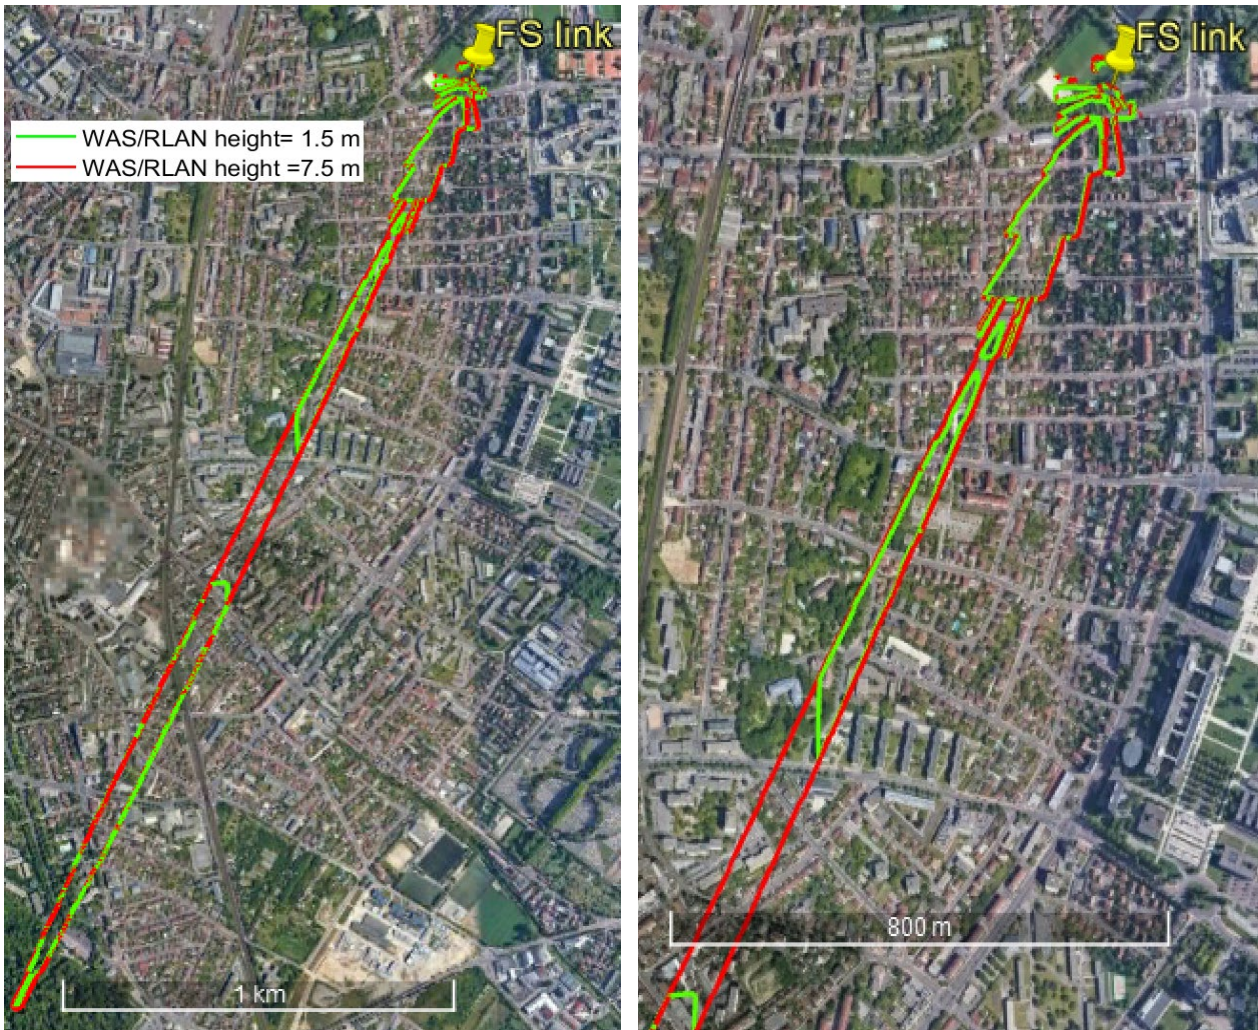 FS link
WAS/RLAN height= 1.5 m
WAS/RLAN height =7.5 m
1 km
FS link
800 m